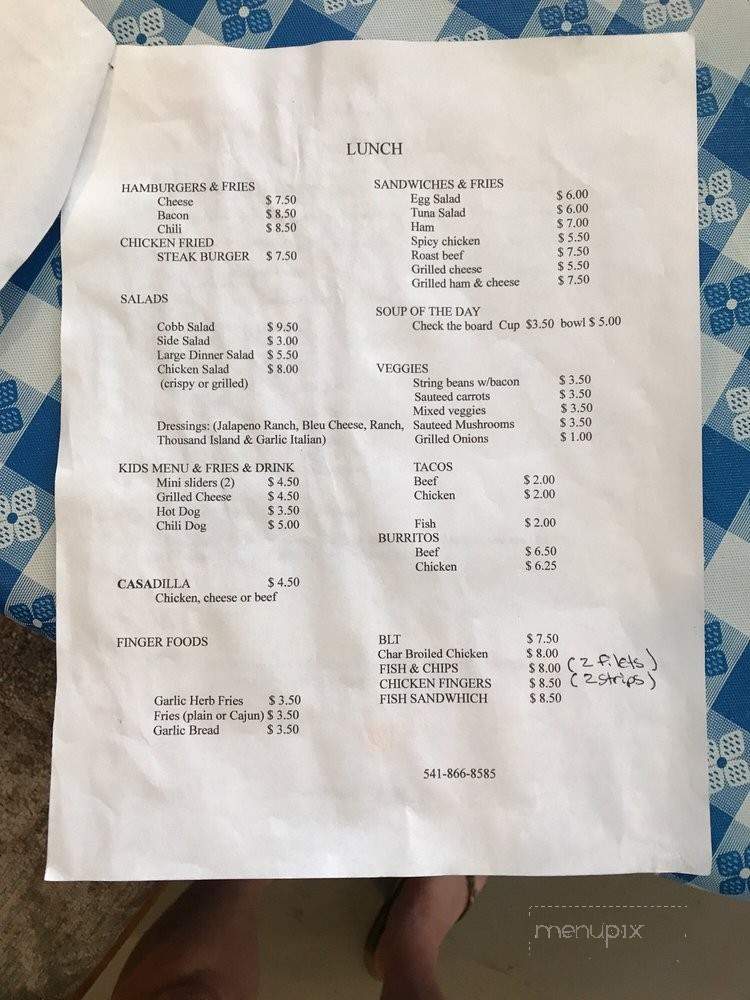 LUNCH
HAMBURGERS & FRIES
Cheese $ 7.50
Bacon $ 8.50
Chili $ 8.50
CHICKEN FRIED
STEAK BURGER $ 7.50
SALADS
Cobb Salad $ 9.50
Side Salad $ 3.00
Large Dinner Salad $ 5.50
Chicken Salad $ 8.00
(crispy or grilled)
Dressings: (Jalapeno Ranch, Bleu Cheese, Ranch,
Thousand Island & Garlic Italian)
KIDS MENU & FRIES & DRINK
Mini sliders (2) $ 4.50
Grilled Cheese $ 4.50
Hot Dog $ 3.50
Chili Dog $ 5.00
CASADILLA $ 4.50
Chicken, cheese or beef
FINGER FOODS
Garlic Herb Fries $ 3.50
Fries (plain or Cajun) $ 3.50
Garlic Bread $ 3.50
SANDWICHES & FRIES
Egg Salad $ 6.00
Tuna Salad $ 6.00
Ham $ 7.00
Spicy chicken $ 5.50
Roast beef $ 7.50
Grilled cheese $ 5.50
Grilled ham & cheese $ 7.50
SOUP OF THE DAY
Check the board Cup $3.50 bowl $ 5.00
VEGGIES
String beans w/bacon $ 3.50
Sauteed carrots $ 3.50
Mixed veggies $ 3.50
Sauteed Mushrooms $ 3.50
Grilled Onions $ 1.00
TACOS
Beef $ 2.00
Chicken $ 2.00
Fish $ 2.00
BURRITOS
Beef $ 6.50
Chicken $ 6.25
BLT $ 7.50
Char Broiled Chicken $ 8.00
FISH & CHIPS $ 8.00 (2 filets)
CHICKEN FINGERS $ 8.50 (2 strips)
FISH SANDWHICH $ 8.50
541-866-8585
menupix